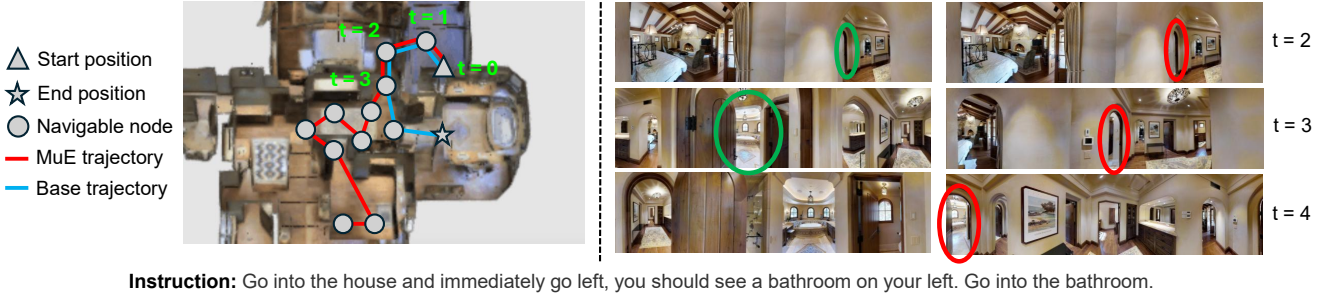 Start position
End position
Navigable node
MuE trajectory
Base trajectory
t = 2
t = 1
t = 0
t = 3
t = 2
t = 3
t = 4
Instruction: Go into the house and immediately go left, you should see a bathroom on your left. Go into the bathroom.